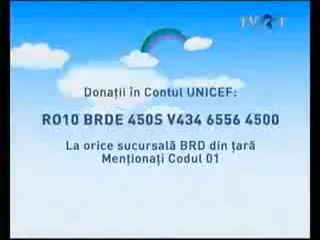 TVR
Donații în Contul UNICEF:
RO10 BRDE 450S V434 6556 4500
La orice sucursală BRD din țară
Menționați Codul 01